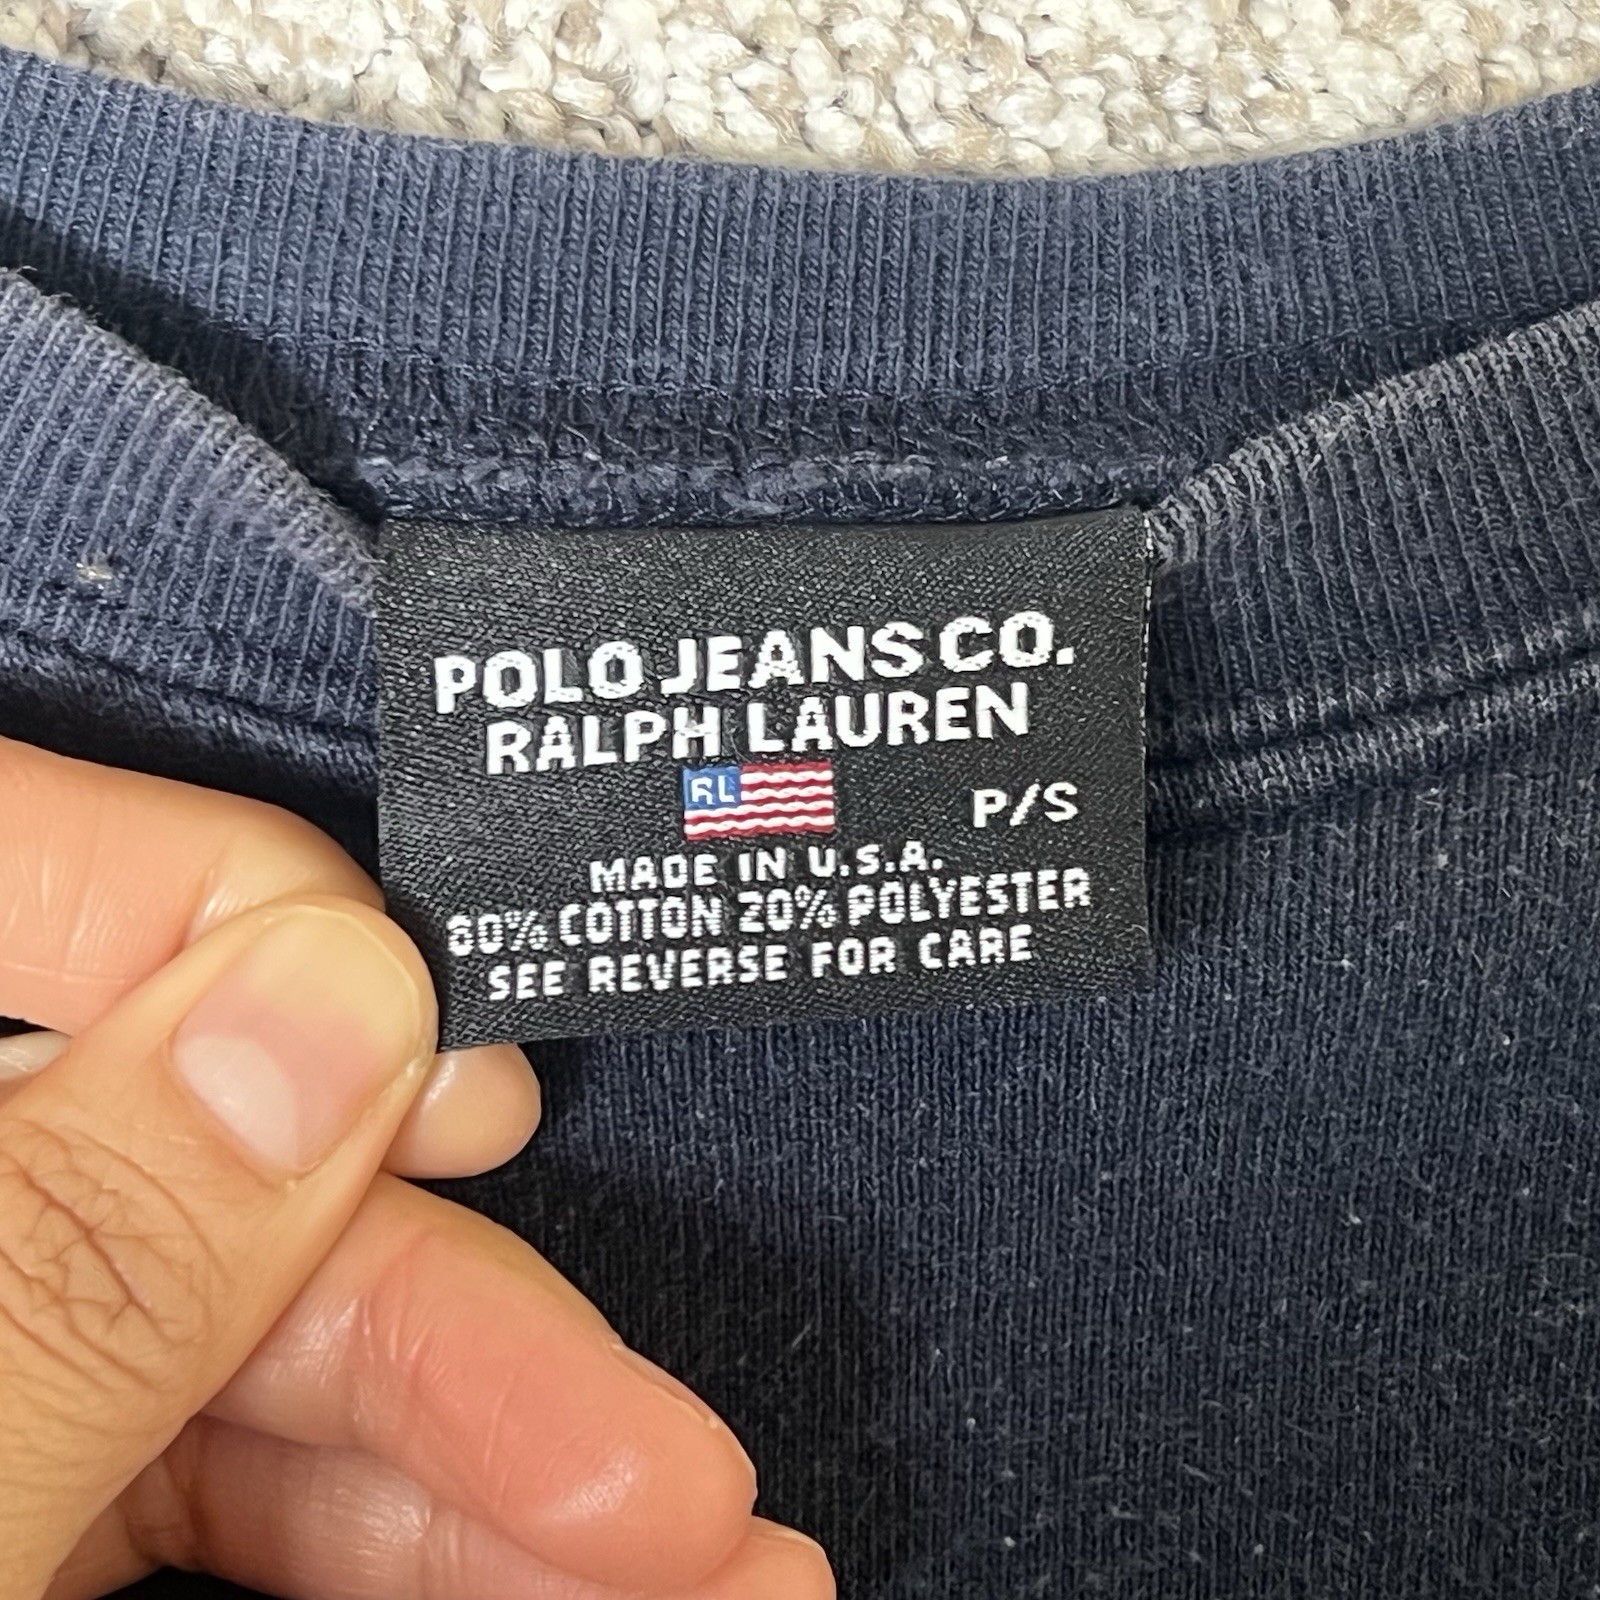 POLO JEANS CO.
RALPH LAUREN
RL
P/S
MADE IN U.S.A.
80% COTTON 20% POLYESTER
SEE REVERSE FOR CARE